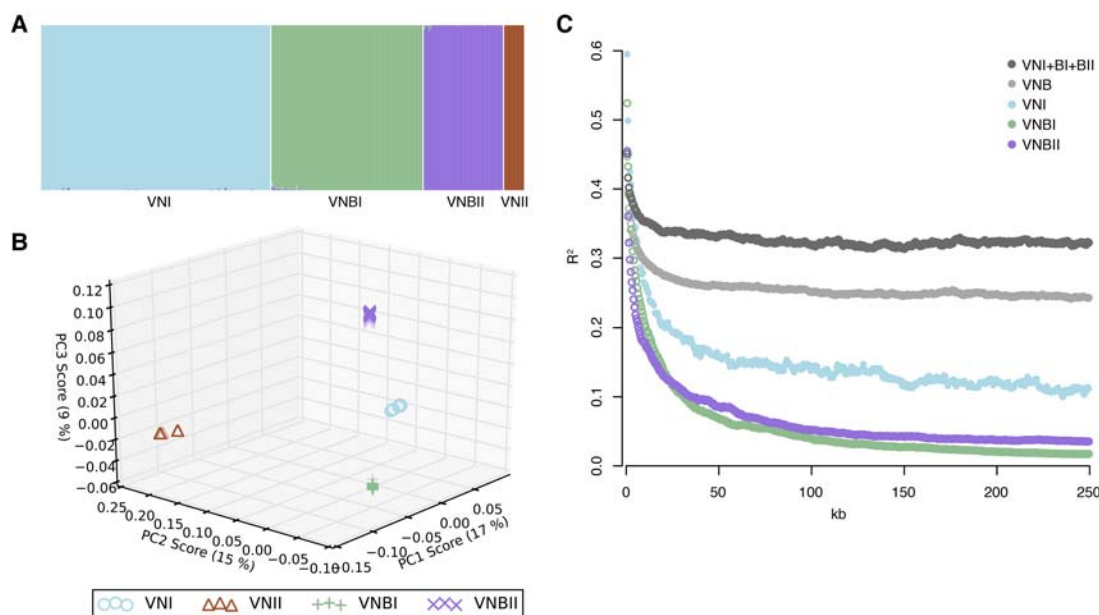 A
VNI
VNBI
VNBII
VNII
B
0.12
0.10
0.08
0.06
0.04
0.02
0.00
−0.02
−0.04
−0.06
PC3 Score (9 %)
0.25
0.20
0.15
0.10
0.05
0.00
−0.05
−0.10
PC2 Score (15 %)
−0.15
−0.10
−0.05
0.00
0.05
PC1 Score (17 %)
VNI
VNII
VNBI
VNBII
C
0.6
0.5
0.4
0.3
0.2
0.1
0.0
R²
0
50
100
150
200
250
kb
VNI+BI+BII
VNB
VNI
VNBI
VNBII